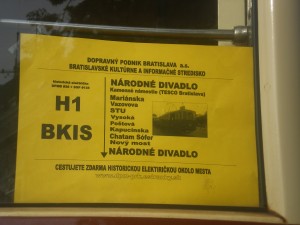 DOPRAVNÝ PODNIK BRATISLAVA a.s.
BRATISLAVSKÉ KULTÚRNE A INFORMAČNÉ STREDISKO
H1
BKIS
NÁRODNÉ DIVADLO
Kamenné námestie (TESCO Bratislava)
Mariánska
Vazovova
STU
Vysoká
Poštová
Kapucínska
Chatam Sófer
Nový most
NÁRODNÉ DIVADLO
CESTUJETE ZDARMA HISTORICKOU ELEKTRIČKOU OKOLO MESTA